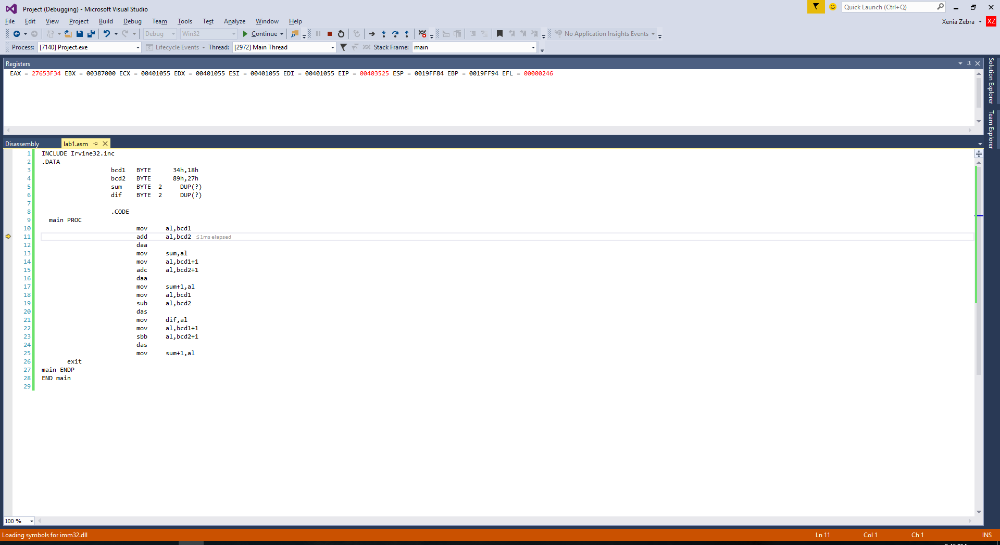 Project (Debugging) - Microsoft Visual Studio
Quick Launch (Ctrl+Q)
File Edit View Project Build Debug Team Tools Test Analyze Window Help
Xenia Zebra XZ
Debug Win32 Continue No Application Insights Events
Process: [7140] Project.exe Lifecycle Events Thread: [2972] Main Thread Stack Frame: main
Registers
EAX = 27653F34 EBX = 00387000 ECX = 00401055 EDX = 00401055 ESI = 00401055 EDI = 00401055 EIP = 00403525 ESP = 0019FF84 EBP = 0019FF94 EFL = 00000246
Solution Explorer
Team Explorer
Disassembly lab1.asm
1 INCLUDE Irvine32.inc
2 .DATA
3 bcd1 BYTE 34h,18h
4 bcd2 BYTE 89h,27h
5 sum BYTE 2 DUP(?)
6 dif BYTE 2 DUP(?)
7
8 .CODE
9 main PROC
10 mov al,bcd1
11 add al,bcd2 ≤1ms elapsed
12 daa
13 mov sum,al
14 mov al,bcd1+1
15 adc al,bcd2+1
16 daa
17 mov sum+1,al
18 mov al,bcd1
19 sub al,bcd2
20 das
21 mov dif,al
22 mov al,bcd1+1
23 sbb al,bcd2+1
24 das
25 mov sum+1,al
26 exit
27 main ENDP
28 END main
29
100 %
Loading symbols for imm32.dll Ln 11 Col 1 Ch 1 INS